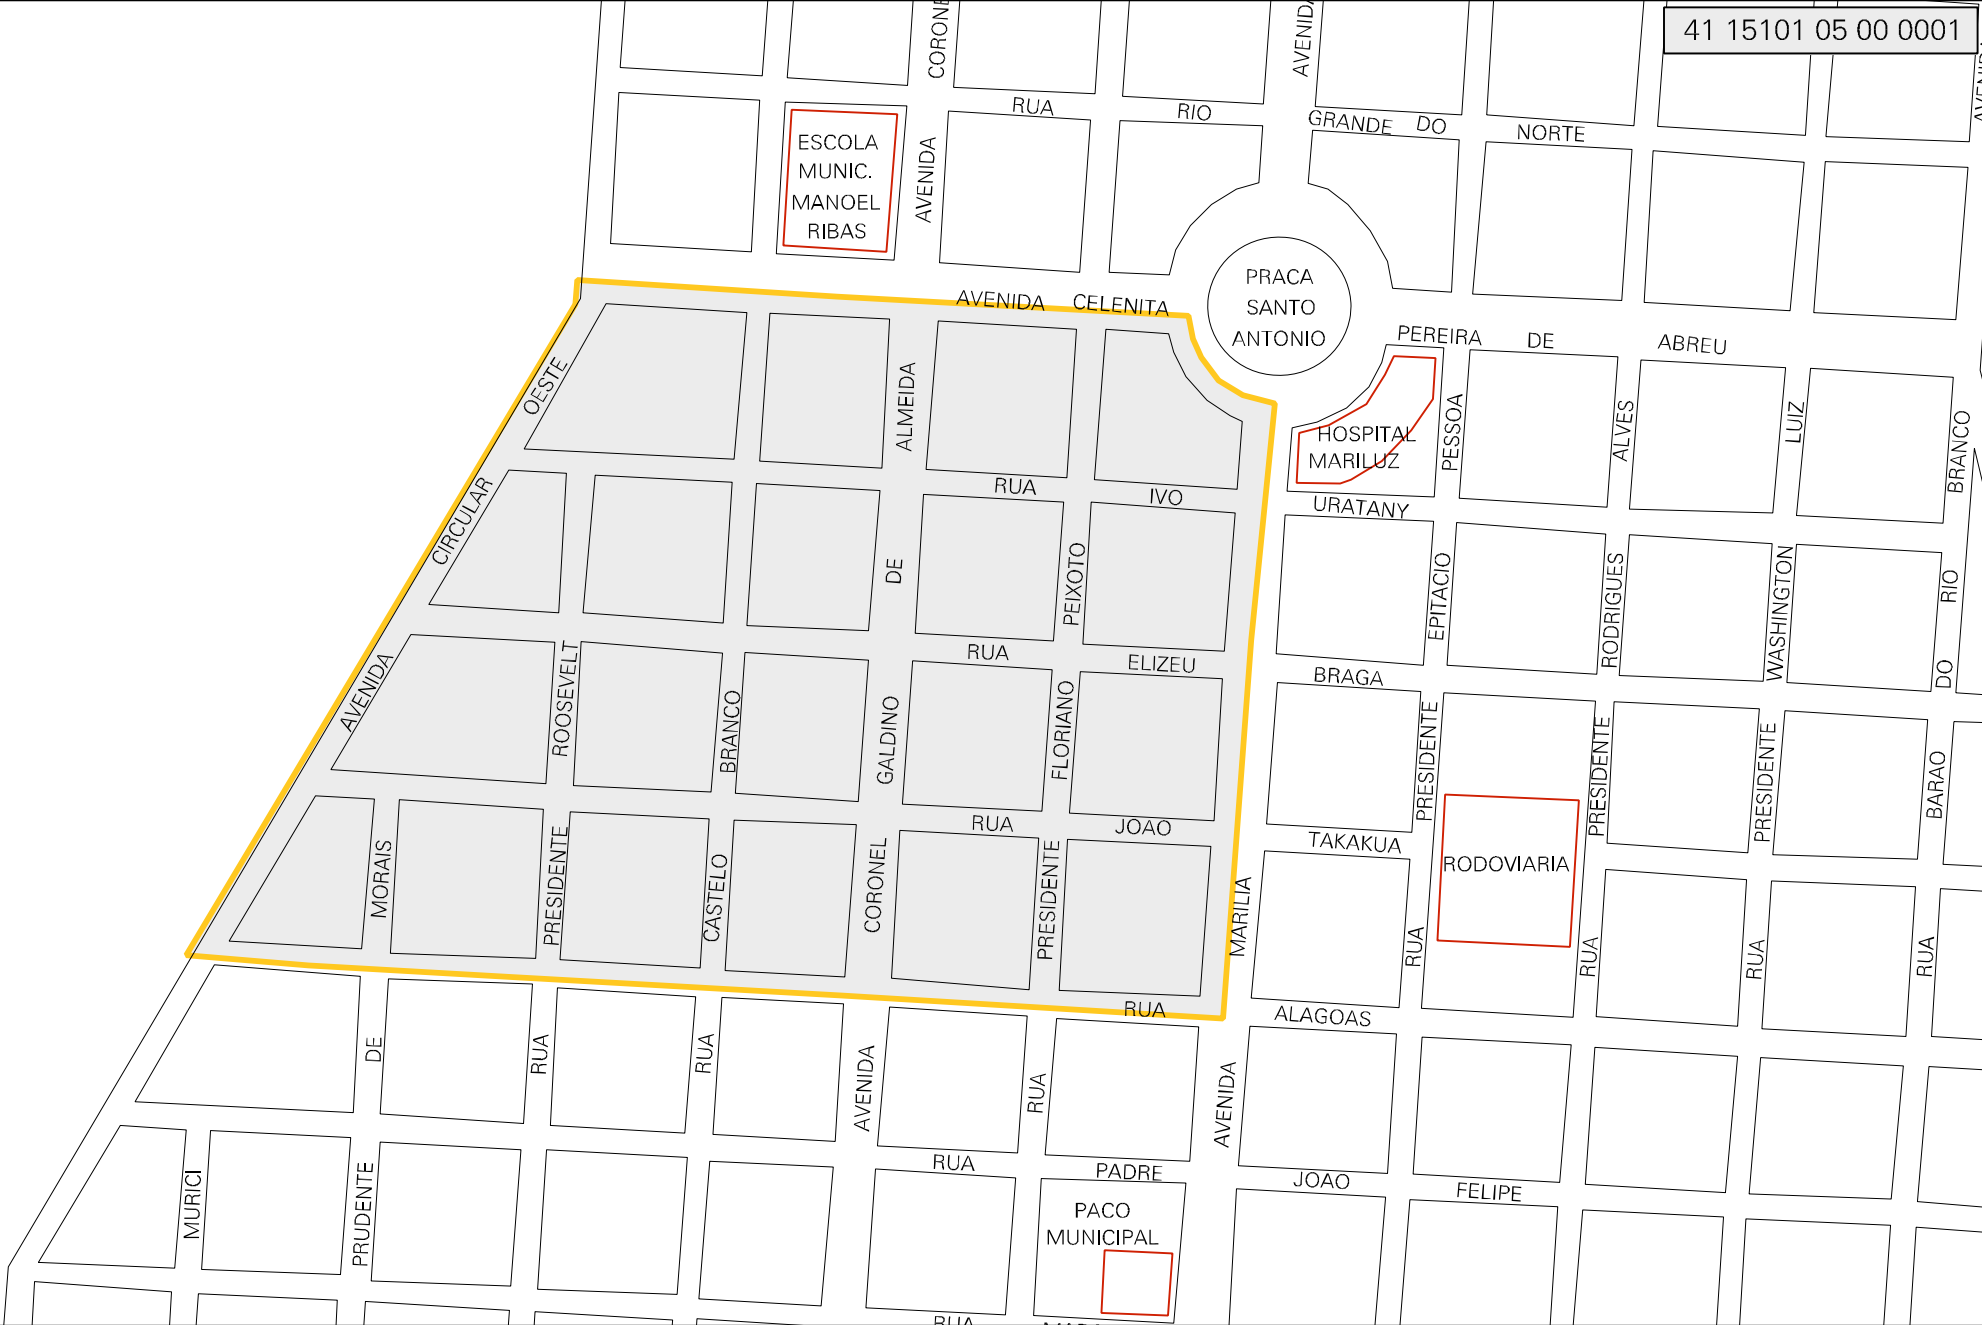 41 15101 05 00 0001
AVENIDA
RUA RIO GRANDE DO NORTE
ESCOLA
MUNIC.
MANOEL
RIBAS
AVENIDA
PRACA
SANTO
ANTONIO
AVENIDA CELENITA PEREIRA DE ABREU
HOSPITAL
MARILUZ
RUA IVO URATANY
RUA ELIZEU BRAGA
RUA JOAO TAKAKUA
RODOVIARIA
RUA ALAGOAS
RUA PADRE JOAO FELIPE
PACO
MUNICIPAL
RUA
AVENIDA CIRCULAR OESTE
MURICI
PRUDENTE DE MORAIS
RUA PRESIDENTE ROOSEVELT
RUA CASTELO BRANCO
AVENIDA CORONEL GALDINO DE ALMEIDA
RUA PRESIDENTE FLORIANO PEIXOTO
AVENIDA MARILIA
RUA PRESIDENTE EPITACIO PESSOA
RUA PRESIDENTE RODRIGUES ALVES
RUA PRESIDENTE WASHINGTON LUIZ
RUA BARAO DO RIO BRANCO